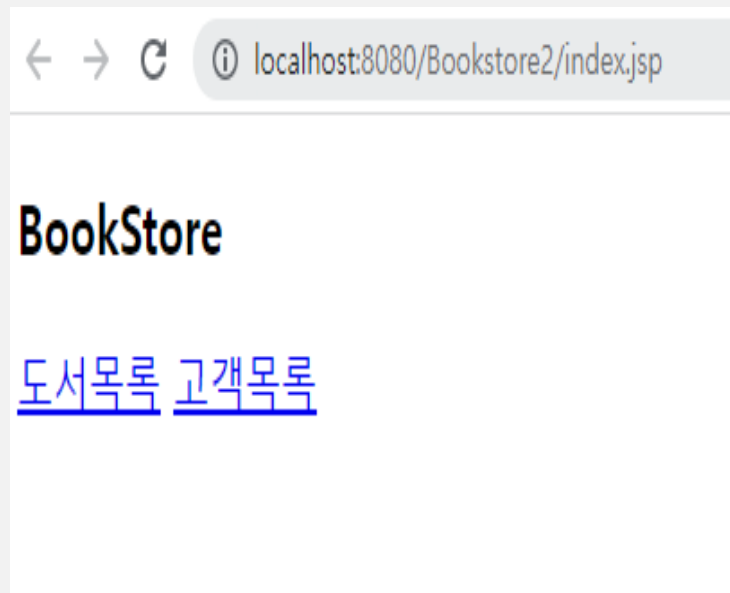 localhost:8080/Bookstore2/index.jsp
BookStore
도서목록 고객목록